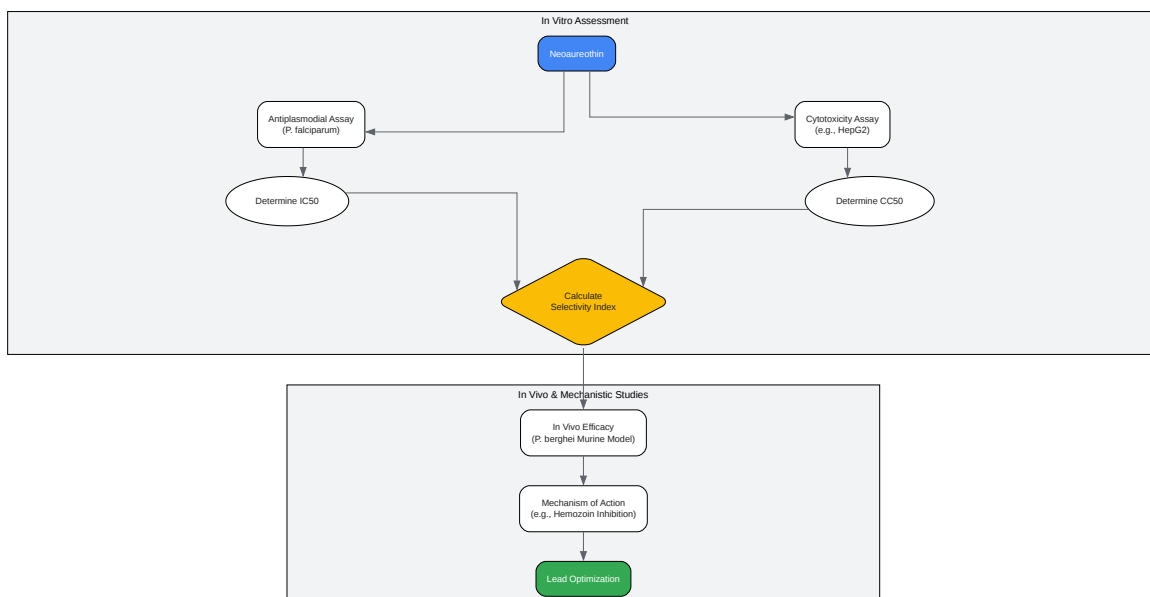 In Vitro Assessment
Neoaureothin
Antiplasmodial Assay
(P. falciparum)
Cytotoxicity Assay
(e.g., HepG2)
Determine IC50
Determine CC50
Calculate
Selectivity Index
In Vivo & Mechanistic Studies
In Vivo Efficacy
(P. berghei Murine Model)
Mechanism of Action
(e.g., Hemozoin Inhibition)
Lead Optimization